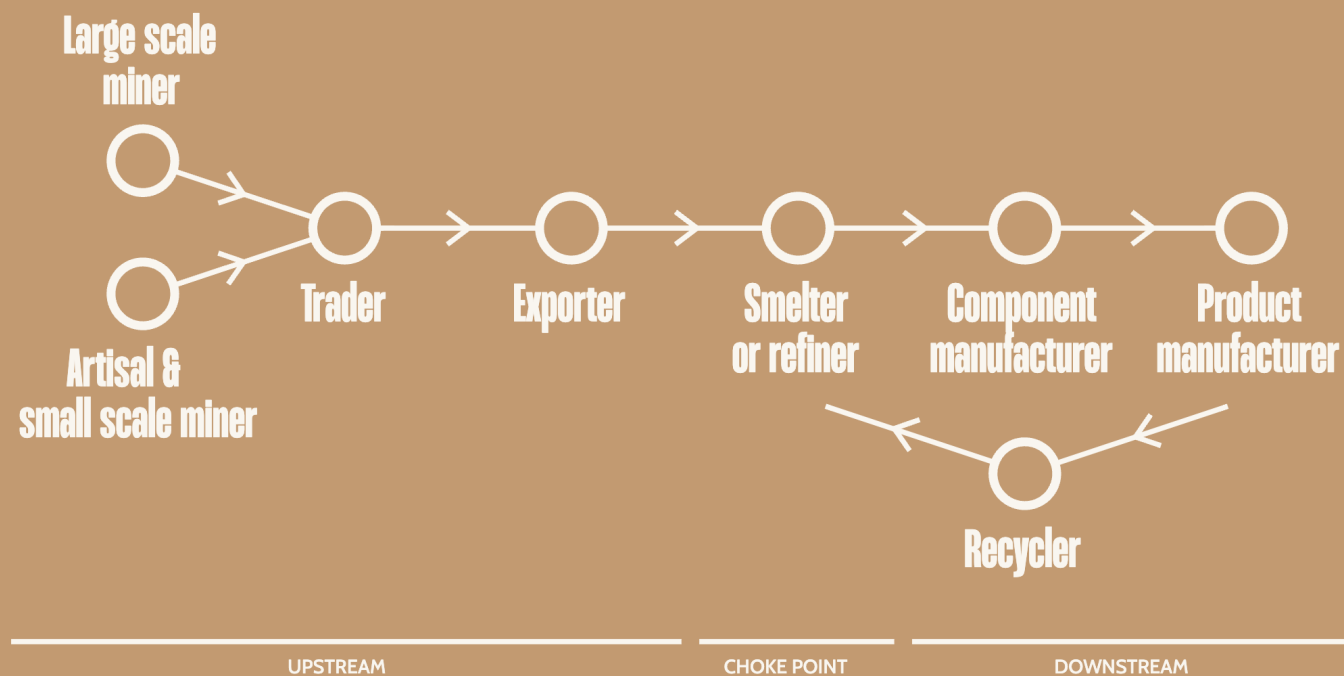 Large scale
miner
Artisal &
small scale miner
Trader
Exporter
Smelter
or refiner
Component
manufacturer
Product
manufacturer
Recycler
UPSTREAM
CHOKE POINT
DOWNSTREAM